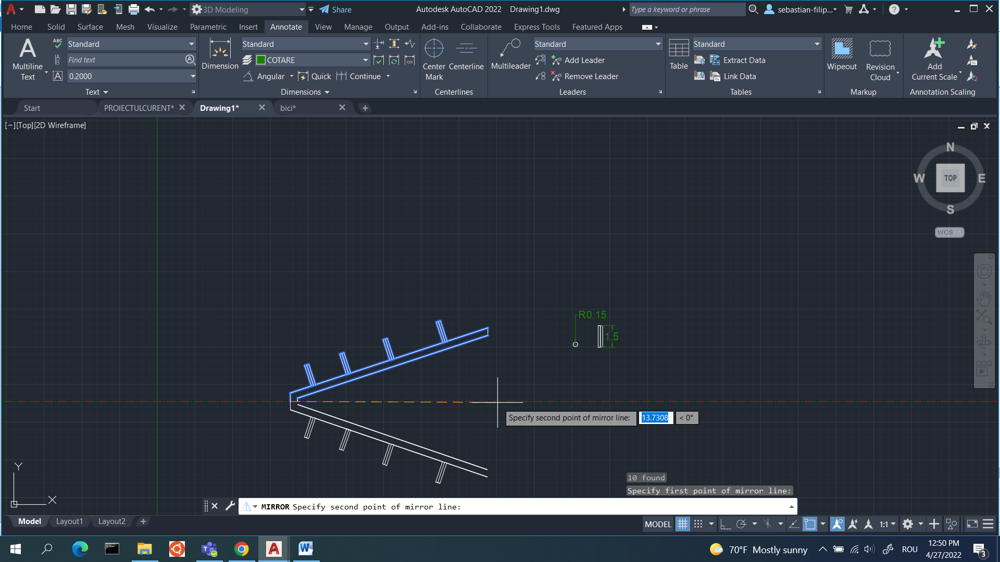 3D Modeling
Share
Autodesk AutoCAD 2022 Drawing1.dwg
Type a keyword or phrase
sebastian-filip...
Home Solid Surface Mesh Visualize Parametric Insert Annotate View Manage Output Add-ins Collaborate Express Tools Featured Apps
A
Multiline
Text
ABC
Standard
Find text
0.2000
Text
Dimension
Standard
COTARE
Angular Quick Continue
Dimensions
Center
Mark
Centerline
Centerlines
Multileader
Standard
Add Leader
Remove Leader
Leaders
Table
Standard
Extract Data
Link Data
Tables
Wipeout
Revision
Cloud
Markup
Add
Current Scale
Annotation Scaling
Start PROIECTULCURENT* Drawing1* bici*
[−][Top][2D Wireframe]
N
W TOP E
S
WCS
R0.15
1.5
Specify second point of mirror line: 13.7308 < 0°
Y
X
10 found
Specify first point of mirror line:
MIRROR Specify second point of mirror line:
Model Layout1 Layout2
MODEL 1:1
70°F Mostly sunny
ROU
12:50 PM
4/27/2022
3